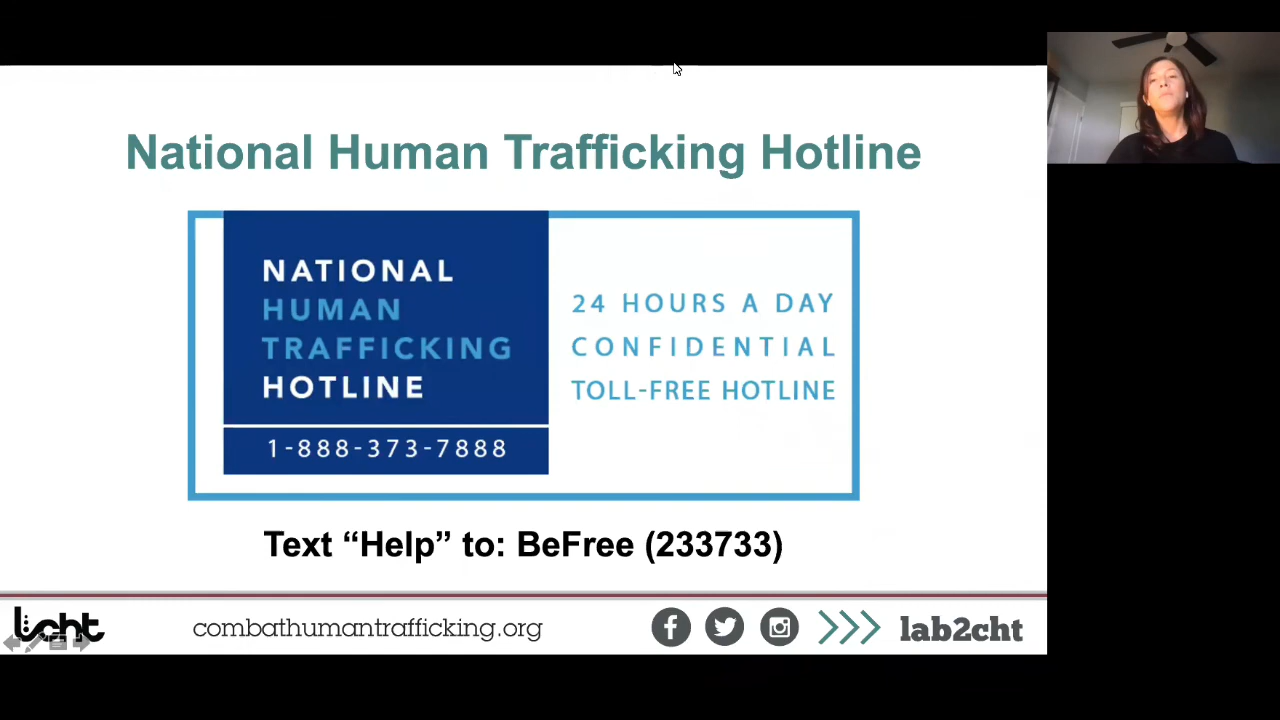 National Human Trafficking Hotline
NATIONAL
HUMAN
TRAFFICKING
HOTLINE
1-888-373-7888
24 HOURS A DAY
CONFIDENTIAL
TOLL-FREE HOTLINE
Text “Help” to: BeFree (233733)
lcht
combathumantrafficking.org
lab2cht